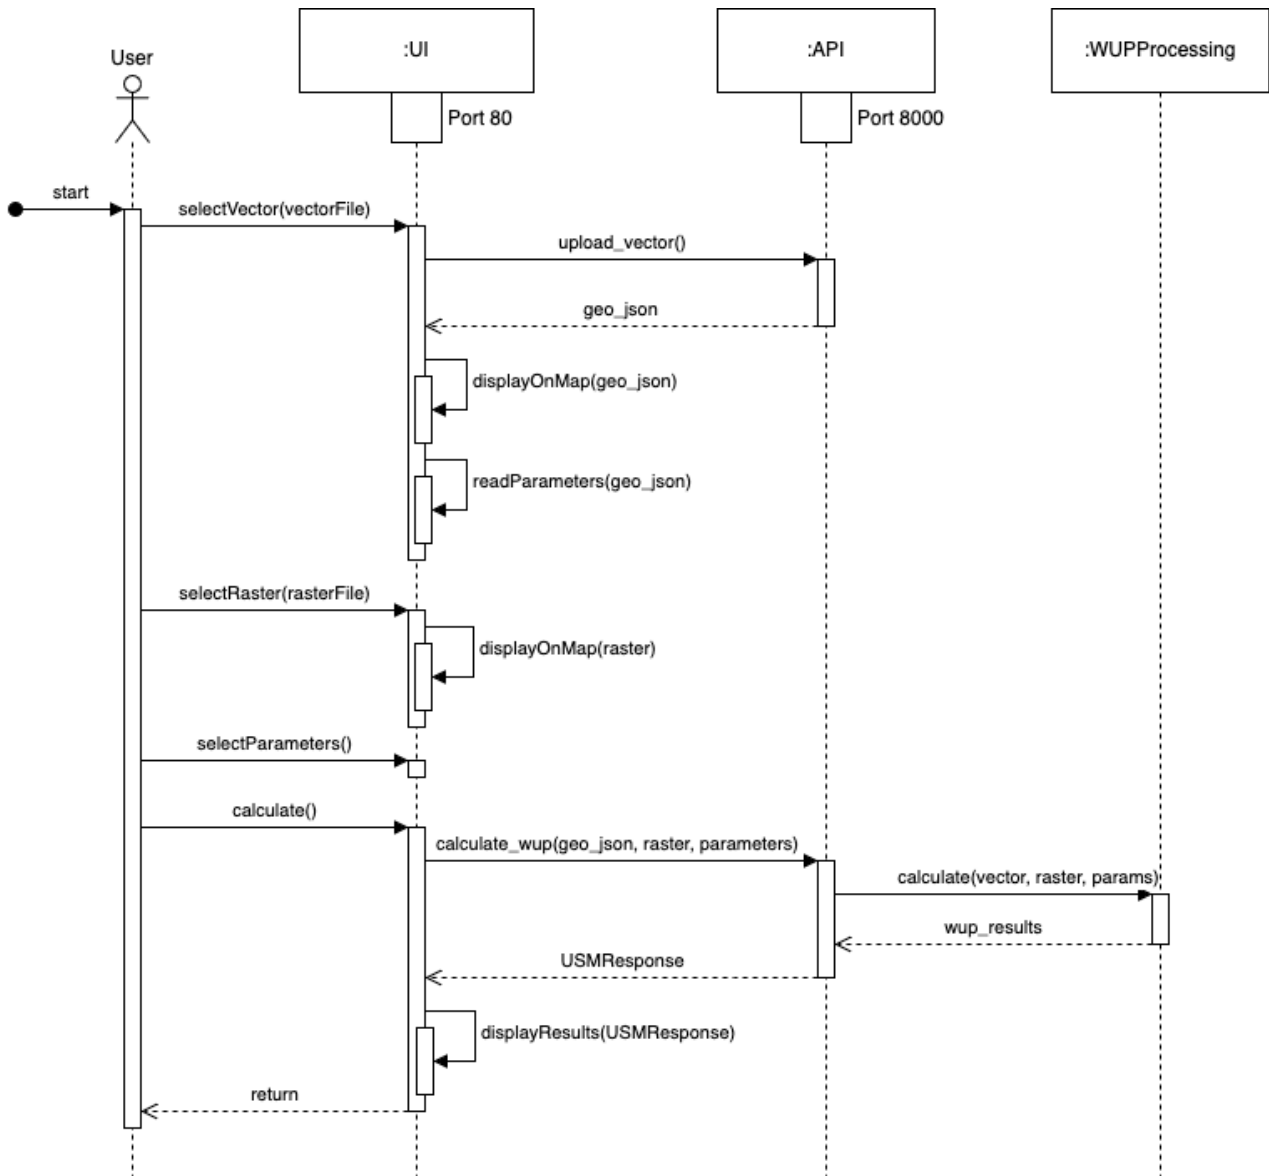 User
:UI
:API
:WUPProcessing
Port 80
Port 8000
start
selectVector(vectorFile)
upload_vector()
geo_json
displayOnMap(geo_json)
readParameters(geo_json)
selectRaster(rasterFile)
displayOnMap(raster)
selectParameters()
calculate()
calculate_wup(geo_json, raster, parameters)
calculate(vector, raster, params)
wup_results
USMResponse
displayResults(USMResponse)
return